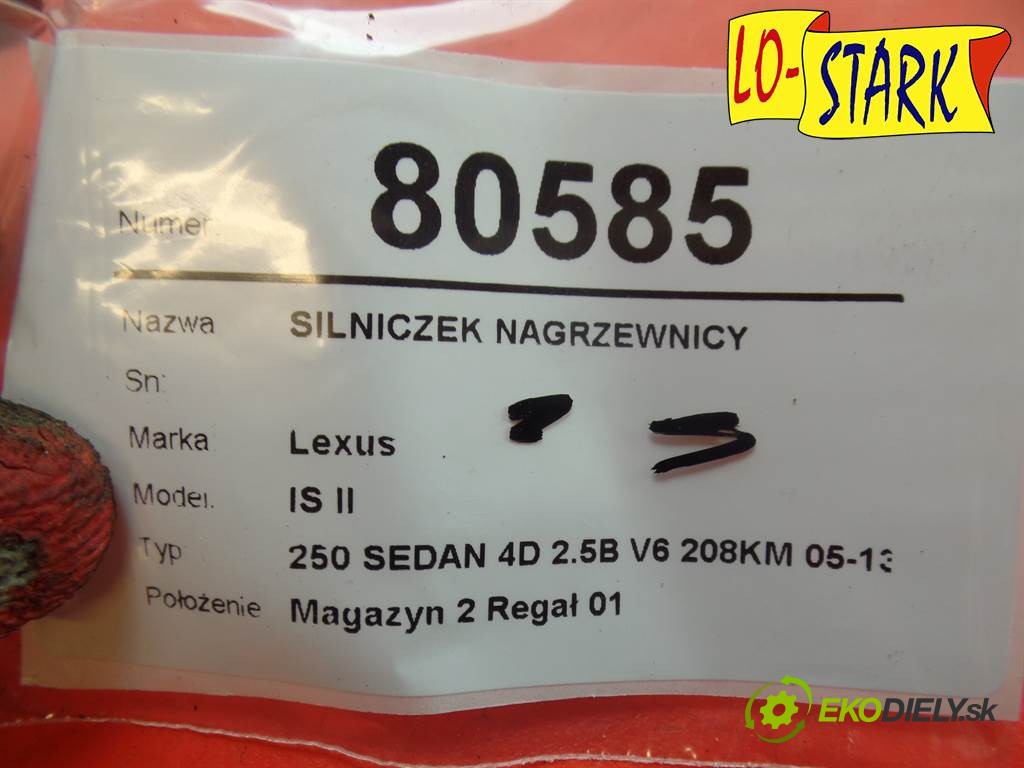 LO-STARK
Numer: 80585
Nazwa SILNICZEK NAGRZEWNICY
Sn:
Marka Lexus
Model. IS II
Typ 250 SEDAN 4D 2.5B V6 208KM 05-13
Położenie Magazyn 2 Regał 01
EKODIELY.sk